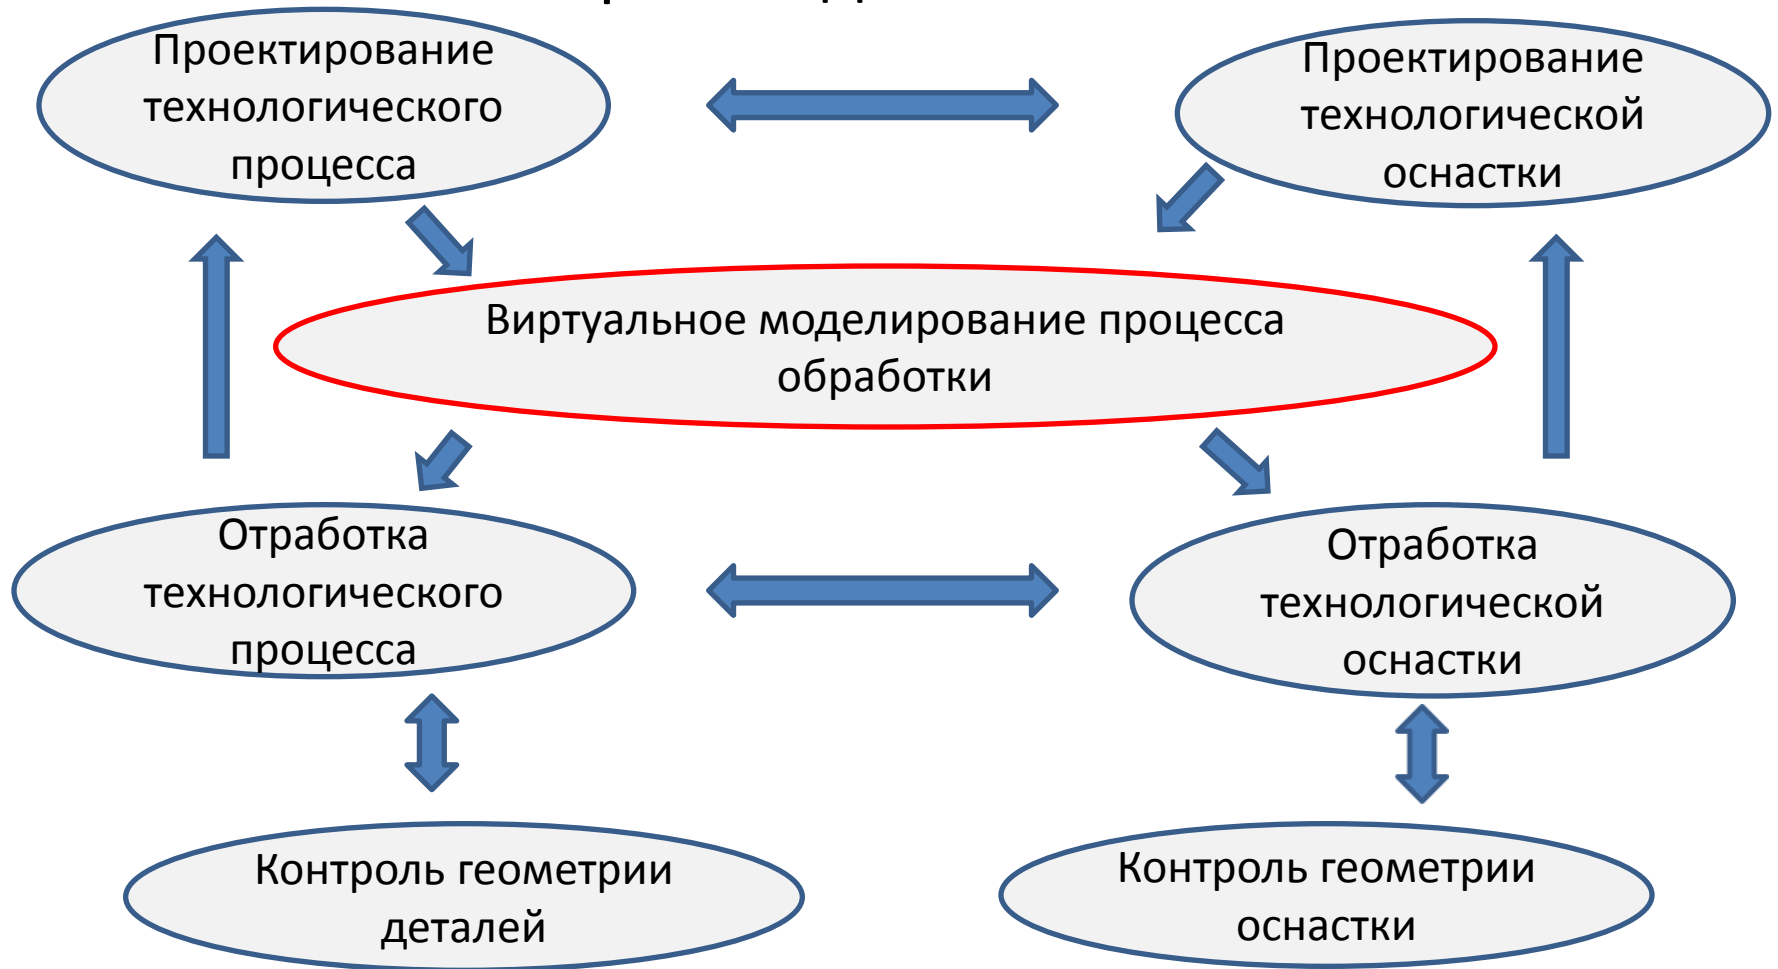 Проектирование
технологического
процесса
Проектирование
технологической
оснастки
Виртуальное моделирование процесса
обработки
Отработка
технологического
процесса
Отработка
технологической
оснастки
Контроль геометрии
деталей
Контроль геометрии
оснастки